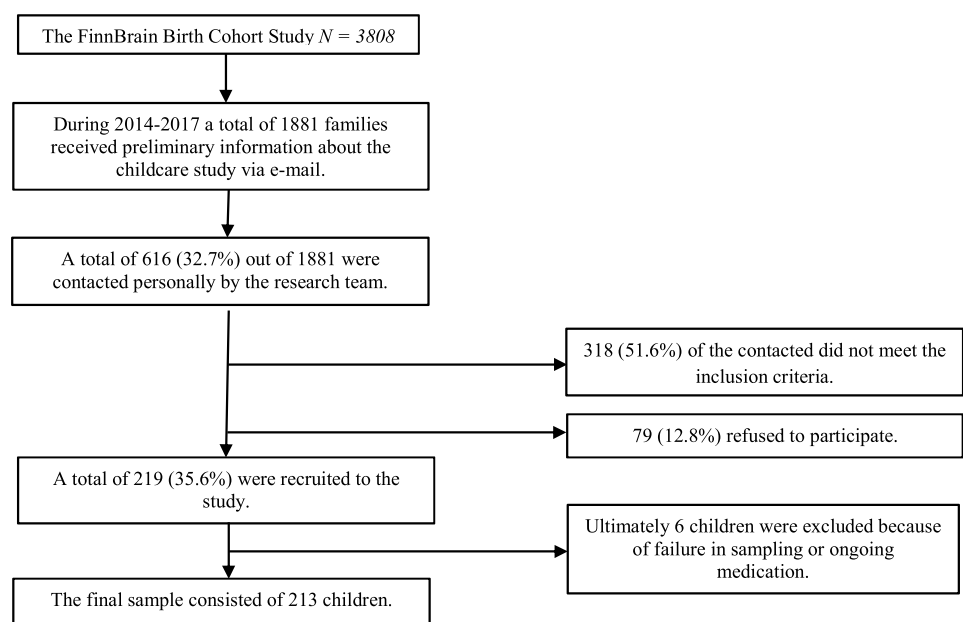 The FinnBrain Birth Cohort Study N = 3808
During 2014-2017 a total of 1881 families
received preliminary information about the
childcare study via e-mail.
A total of 616 (32.7%) out of 1881 were
contacted personally by the research team.
318 (51.6%) of the contacted did not meet the
inclusion criteria.
79 (12.8%) refused to participate.
A total of 219 (35.6%) were recruited to the
study.
Ultimately 6 children were excluded because
of failure in sampling or ongoing
medication.
The final sample consisted of 213 children.